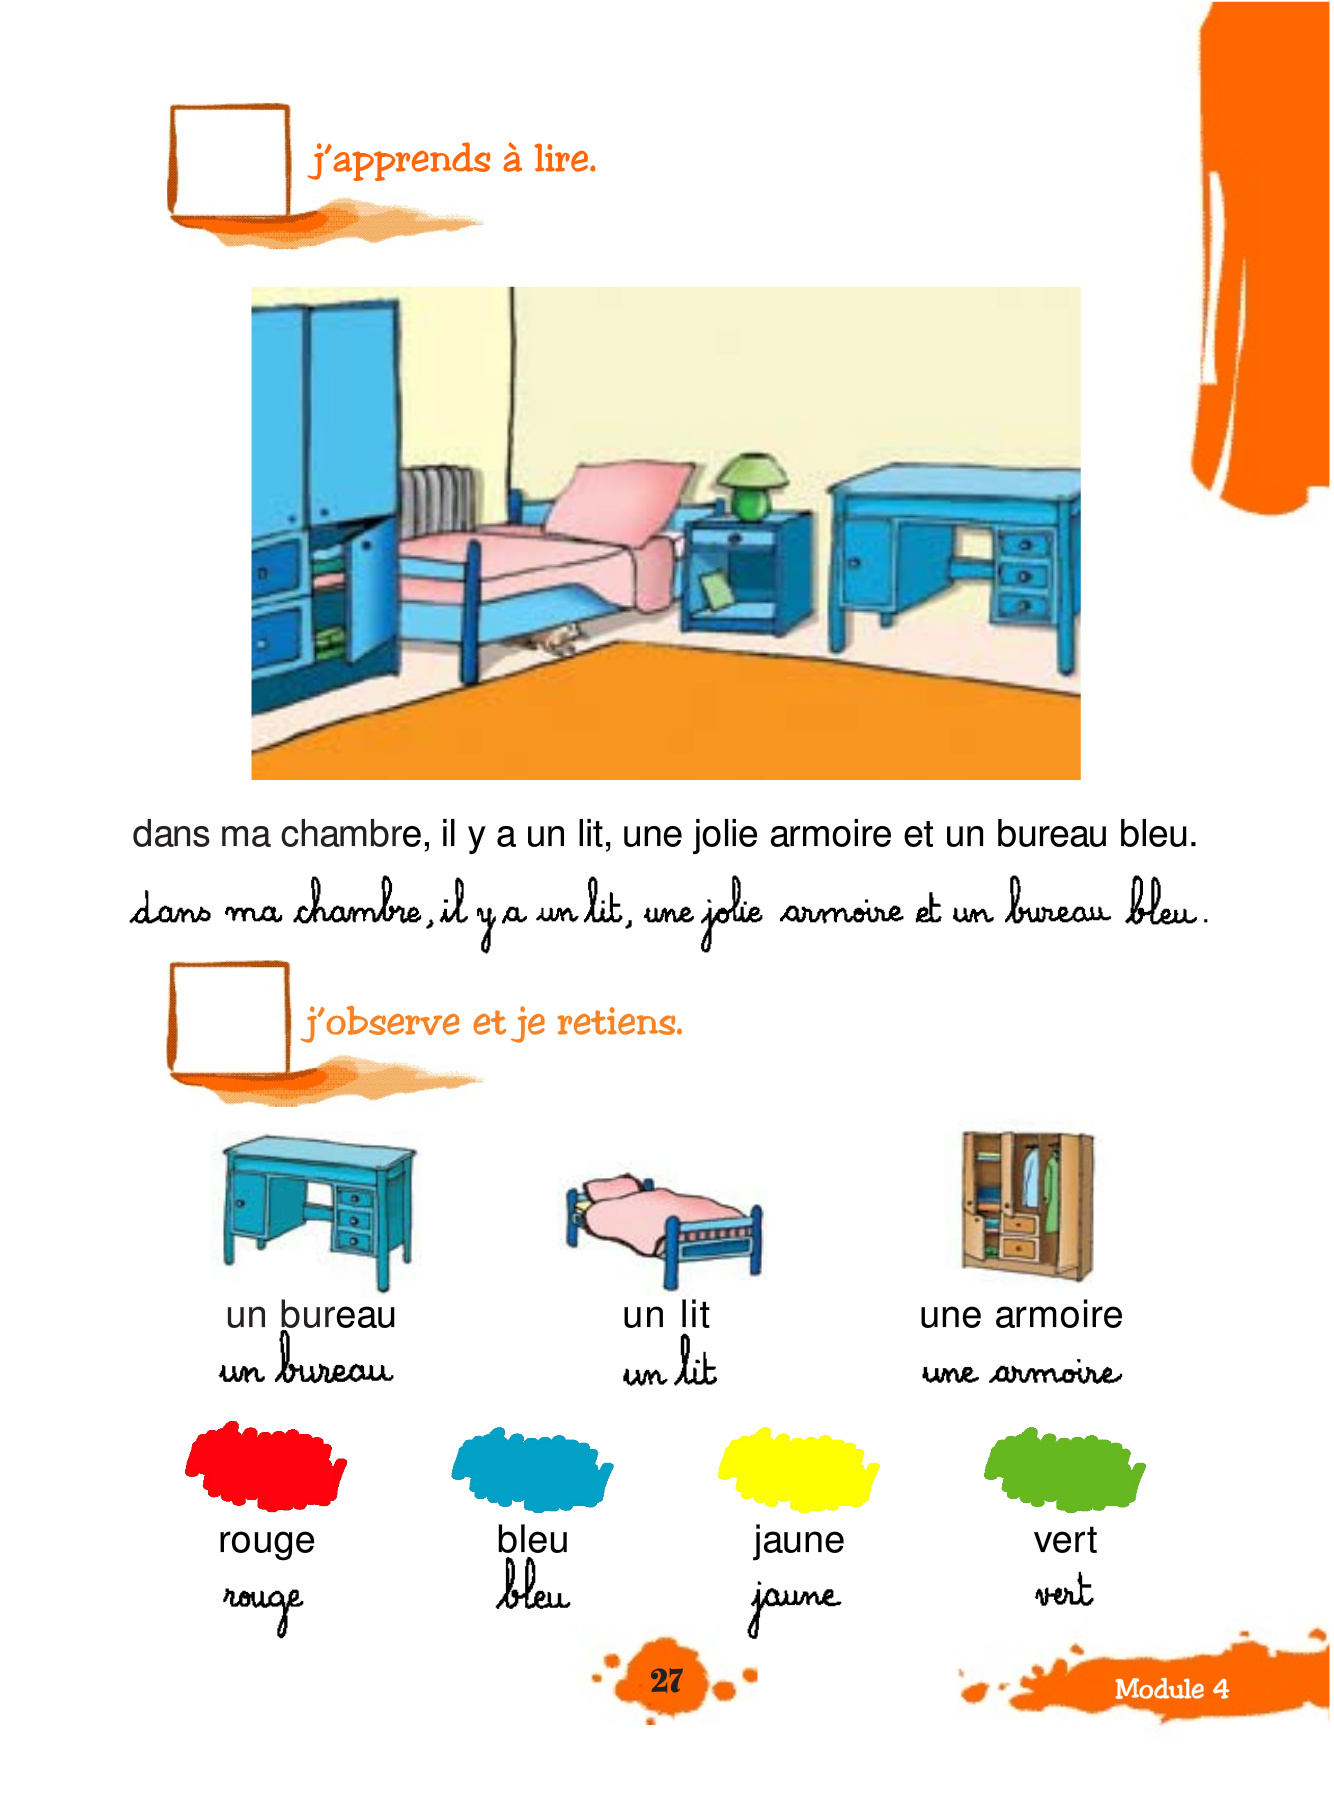 j'apprends à lire.
dans ma chambre, il y a un lit, une jolie armoire et un bureau bleu.
dans ma chambre, il y a un lit, une jolie armoire et un bureau bleu.
j'observe et je retiens.
un bureau un lit une armoire
un bureau un lit une armoire
rouge bleu jaune vert
rouge bleu jaune vert
27
Module 4